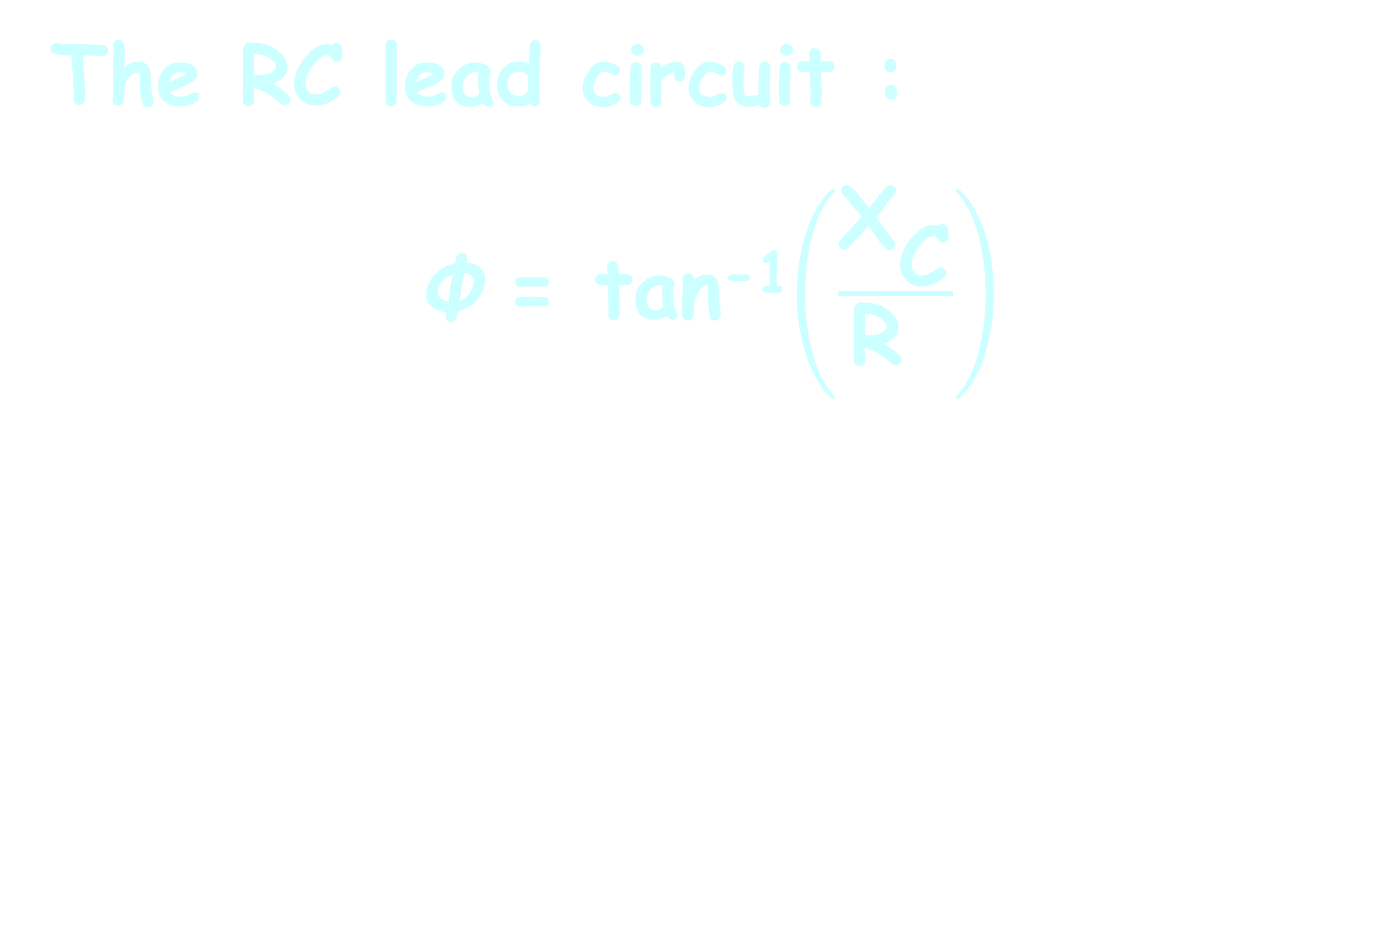 The RC lead circuit :
Φ = tan⁻¹(X_C / R)